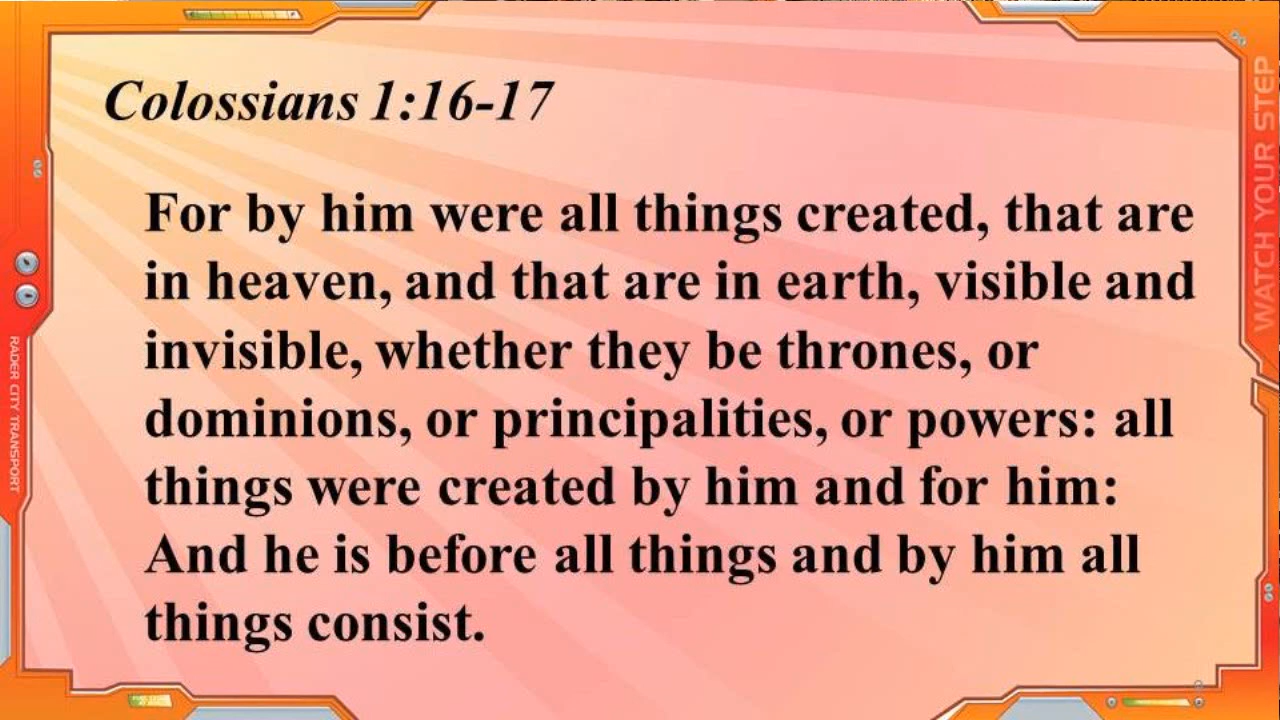 Colossians 1:16-17
For by him were all things created, that are
in heaven, and that are in earth, visible and
invisible, whether they be thrones, or
dominions, or principalities, or powers: all
things were created by him and for him:
And he is before all things and by him all
things consist.
WATCH YOUR STEP
RADER CITY TRANSPORT